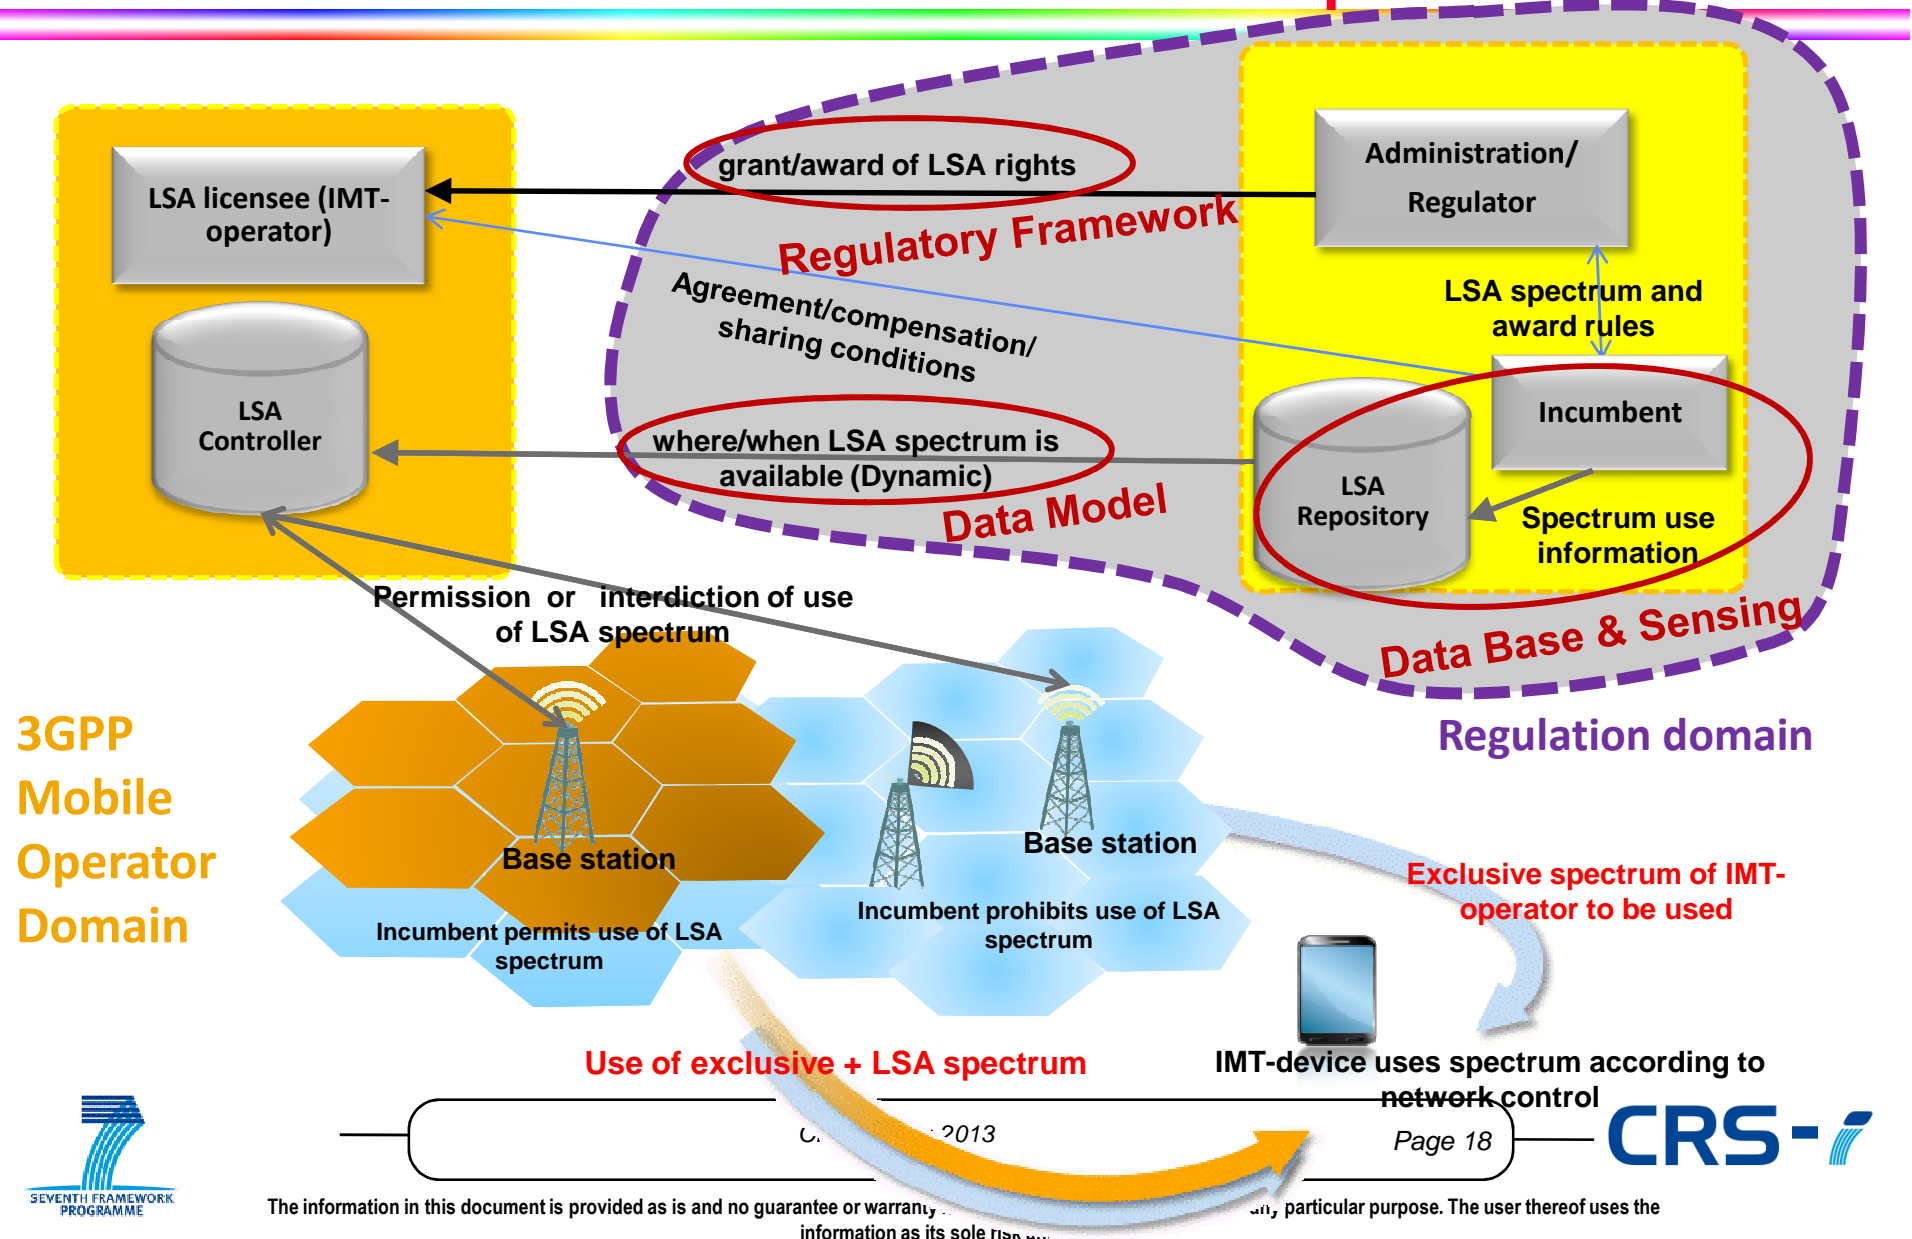 grant/award of LSA rights
Administration/
Regulator
LSA licensee (IMT-
operator)
Regulatory Framework
Agreement/compensation/
sharing conditions
LSA spectrum and
award rules
Incumbent
LSA
Controller
where/when LSA spectrum is
available (Dynamic)
Data Model
LSA
Repository
Spectrum use
information
Data Base & Sensing
Permission or interdiction of use
of LSA spectrum
Regulation domain
3GPP
Mobile
Operator
Domain
Base station
Base station
Incumbent permits use of LSA
spectrum
Incumbent prohibits use of LSA
spectrum
Exclusive spectrum of IMT-
operator to be used
Use of exclusive + LSA spectrum
IMT-device uses spectrum according to
network control
2013
Page 18
CRS-i
SEVENTH FRAMEWORK
PROGRAMME
The information in this document is provided as is and no guarantee or warranty particular purpose. The user thereof uses the
information as its sole risk